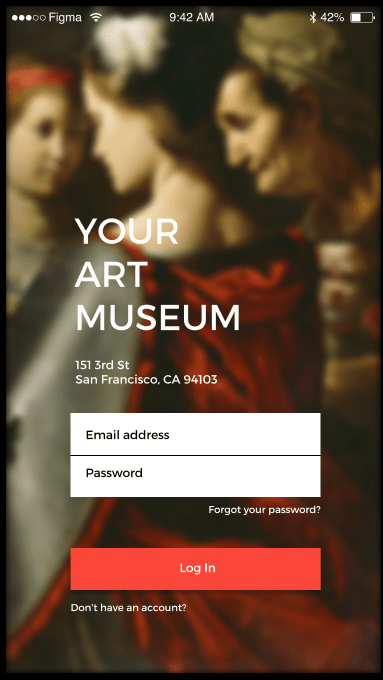 Figma 9:42 AM 42%
YOUR
ART
MUSEUM
151 3rd St
San Francisco, CA 94103
Email address
Password
Forgot your password?
Log In
Don't have an account?